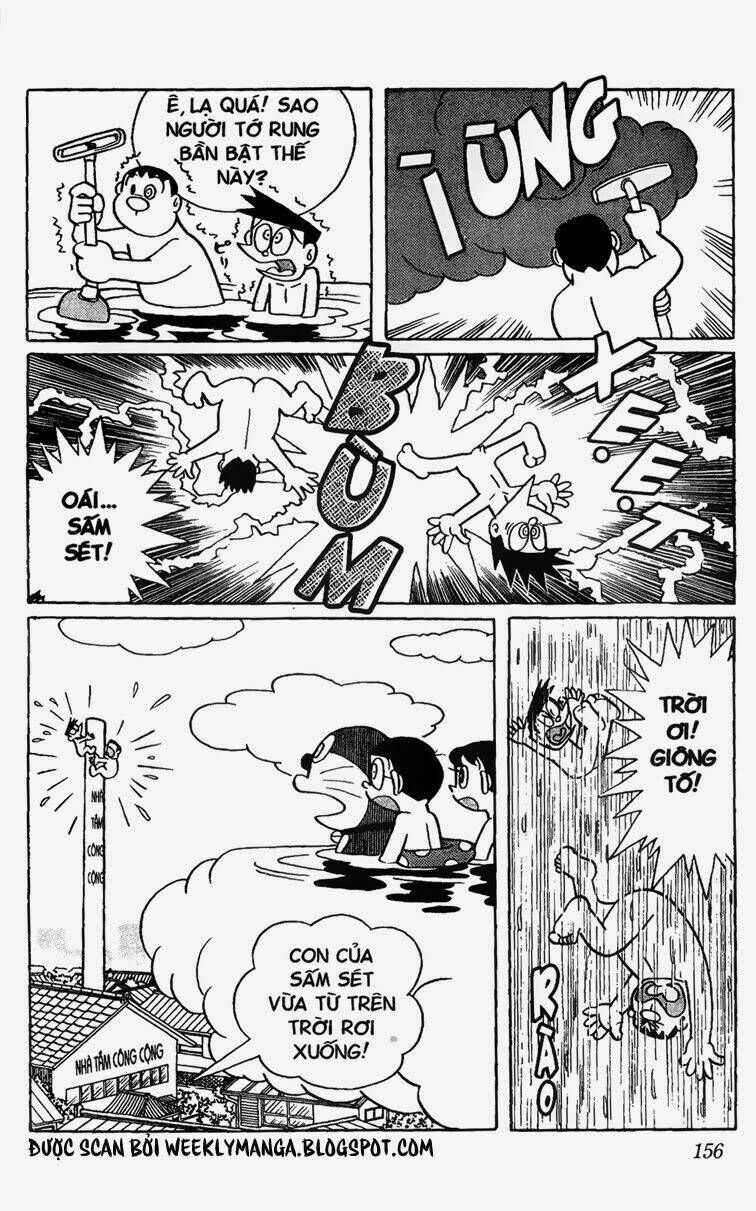 Ê, LẠ QUÁ! SAO
NGƯỜI TỚ RUNG
BẦN BẬT THẾ
NÀY?
Ì ÙNG
BÙM
XẸẸT
OÁI...
SẤM
SÉT!
NHÀ
TẮM
CÔNG
CỘNG
CON CỦA
SẤM SÉT
VỪA TỪ TRÊN
TRỜI RƠI
XUỐNG!
NHÀ TẮM CÔNG CỘNG
TRỜI
ƠI!
GIÔNG
TỐ!
RÀO
ĐƯỢC SCAN BỞI WEEKLYMANGA.BLOGSPOT.COM
156